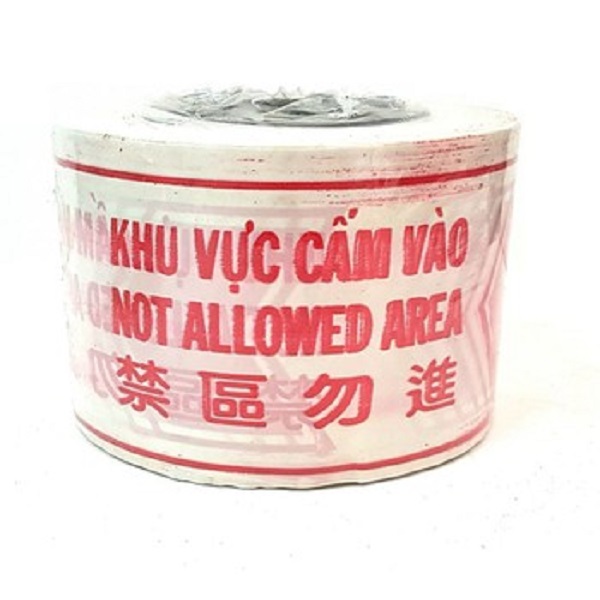 KHU VỰC CẤM VÀO
NOT ALLOWED AREA
禁區勿進